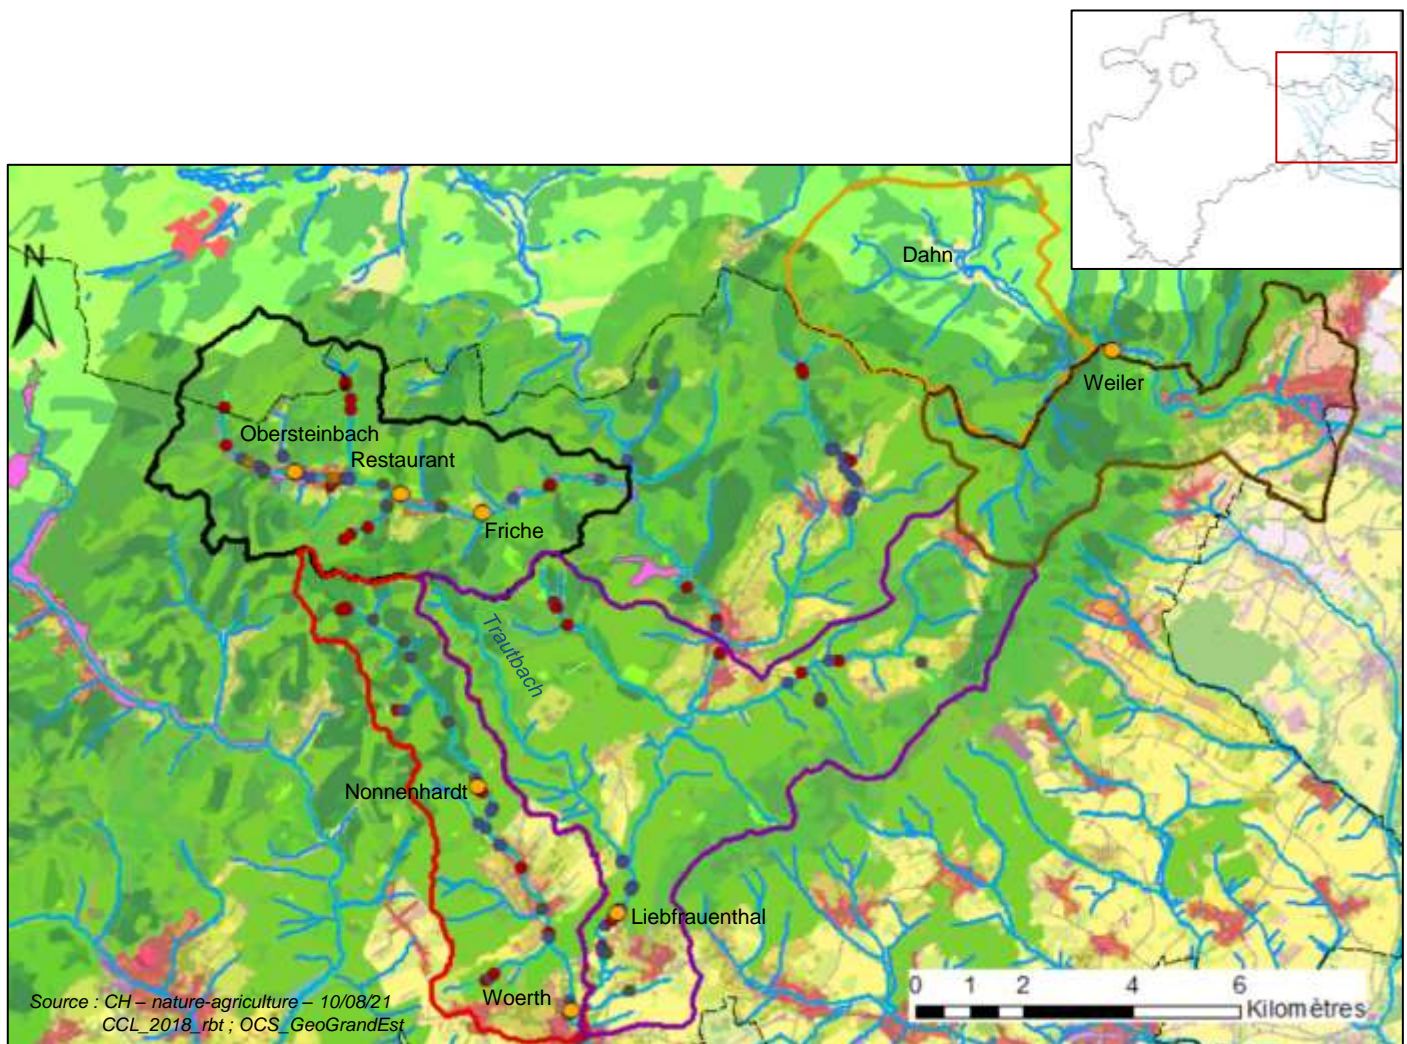 N
Dahn
Weiler
Obersteinbach
Restaurant
Friche
Trautbach
Nonnenhardt
Liebfrauenthal
Woerth
Source : CH – nature-agriculture – 10/08/21
CCL_2018_rbt ; OCS_GeoGrandEst
0 1 2 4 6
Kilomètres